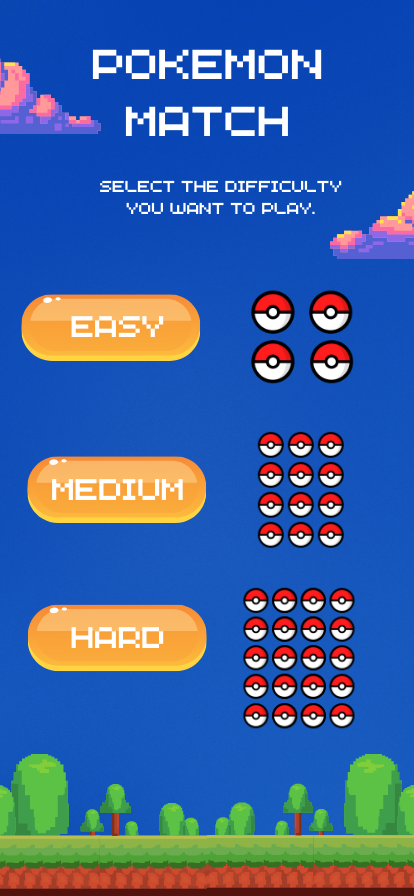 POKEMON
MATCH
SELECT THE DIFFICULTY
YOU WANT TO PLAY.
EASY
MEDIUM
HARD